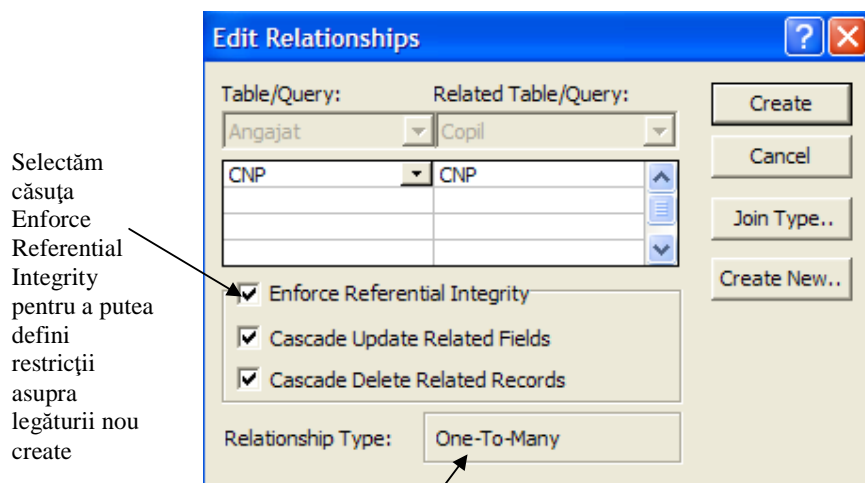 Edit Relationships
Table/Query: Related Table/Query:
Angajat Copil
CNP CNP
Enforce Referential Integrity
Cascade Update Related Fields
Cascade Delete Related Records
Relationship Type: One-To-Many
Create
Cancel
Join Type..
Create New..
Selectăm
căsuţa
Enforce
Referential
Integrity
pentru a putea
defini
restricţii
asupra
legăturii nou
create